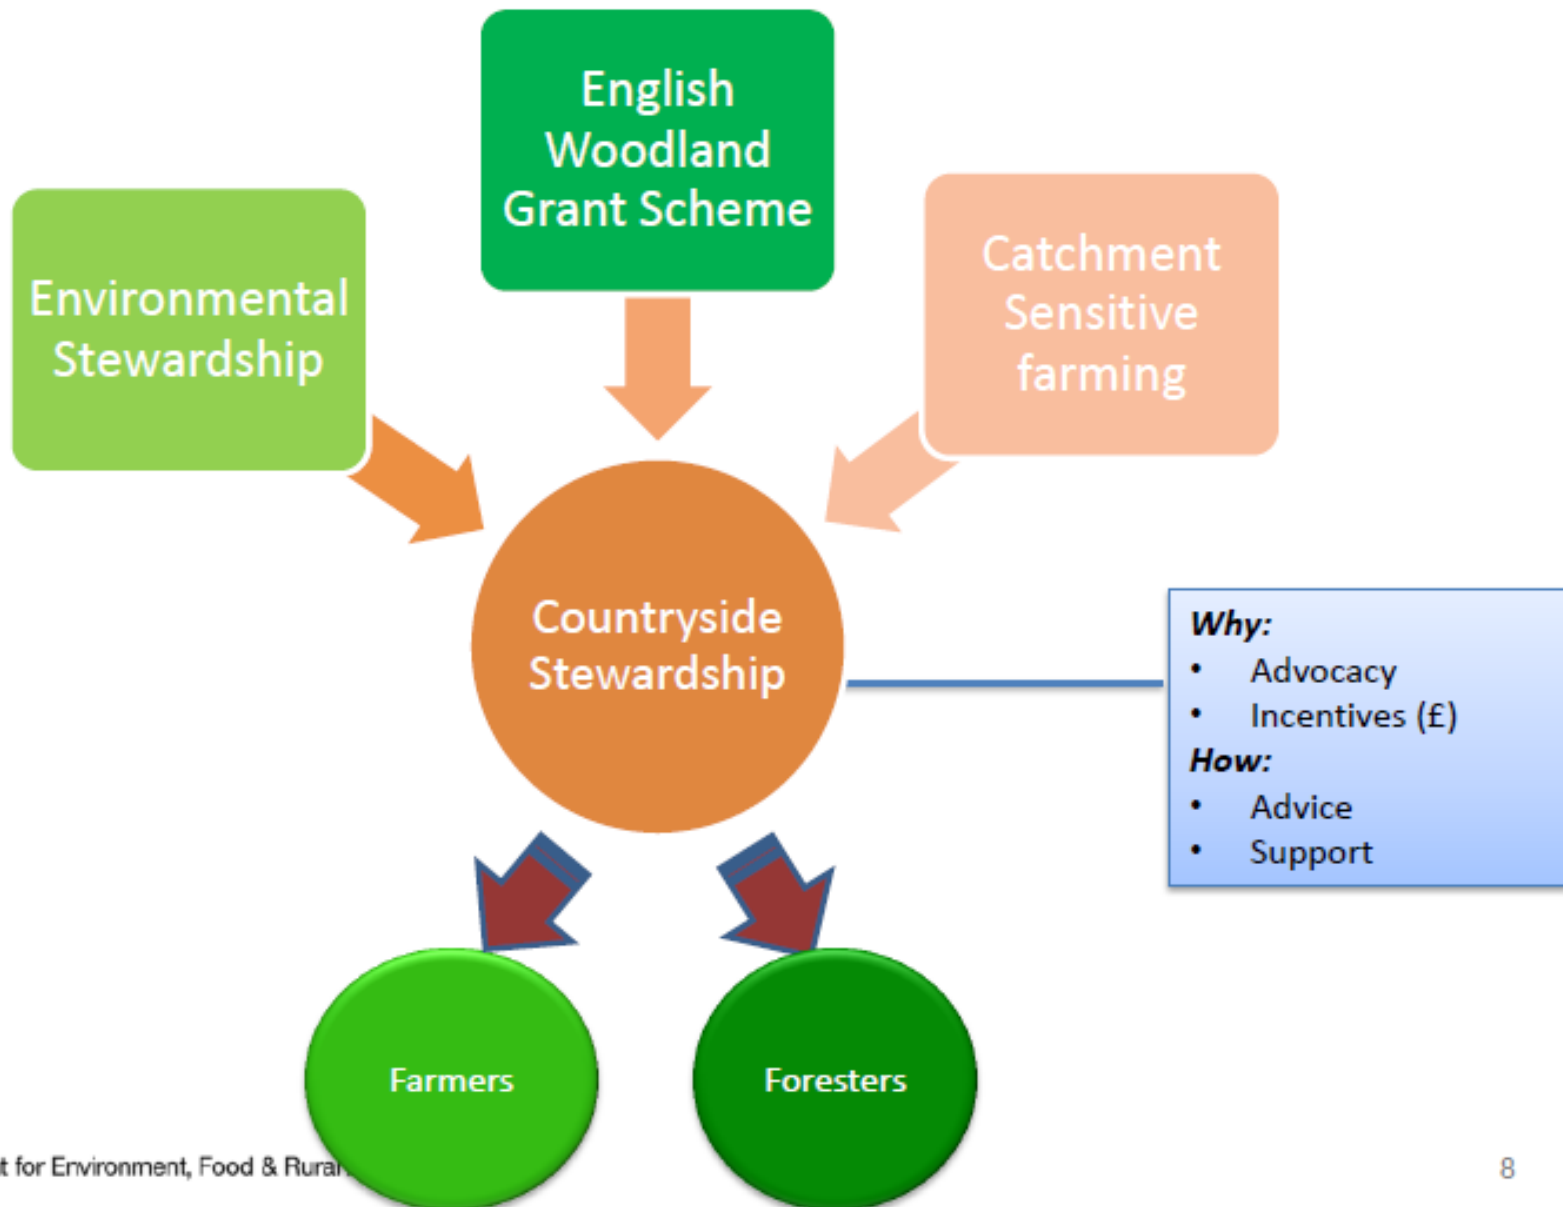 English
Woodland
Grant Scheme
Environmental
Stewardship
Catchment
Sensitive
farming
Countryside
Stewardship
Why:
• Advocacy
• Incentives (£)
How:
• Advice
• Support
Farmers
Foresters
for Environment, Food & Rural
8